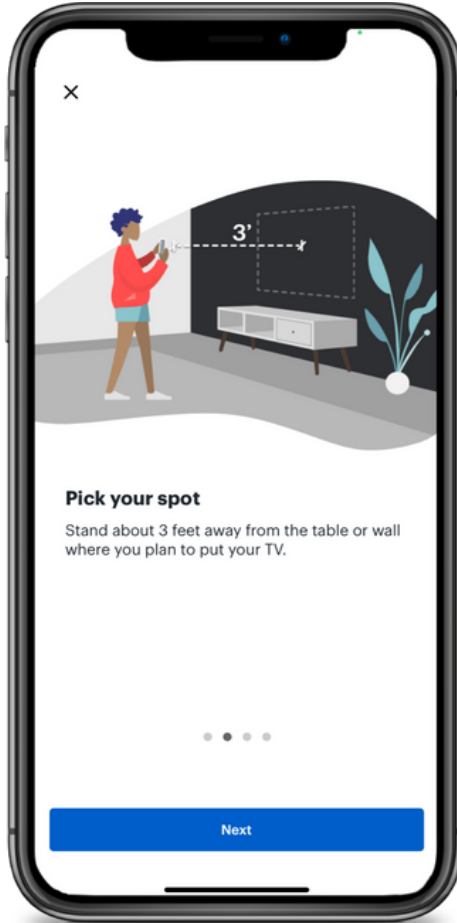 3'
Pick your spot
Stand about 3 feet away from the table or wall
where you plan to put your TV.
Next